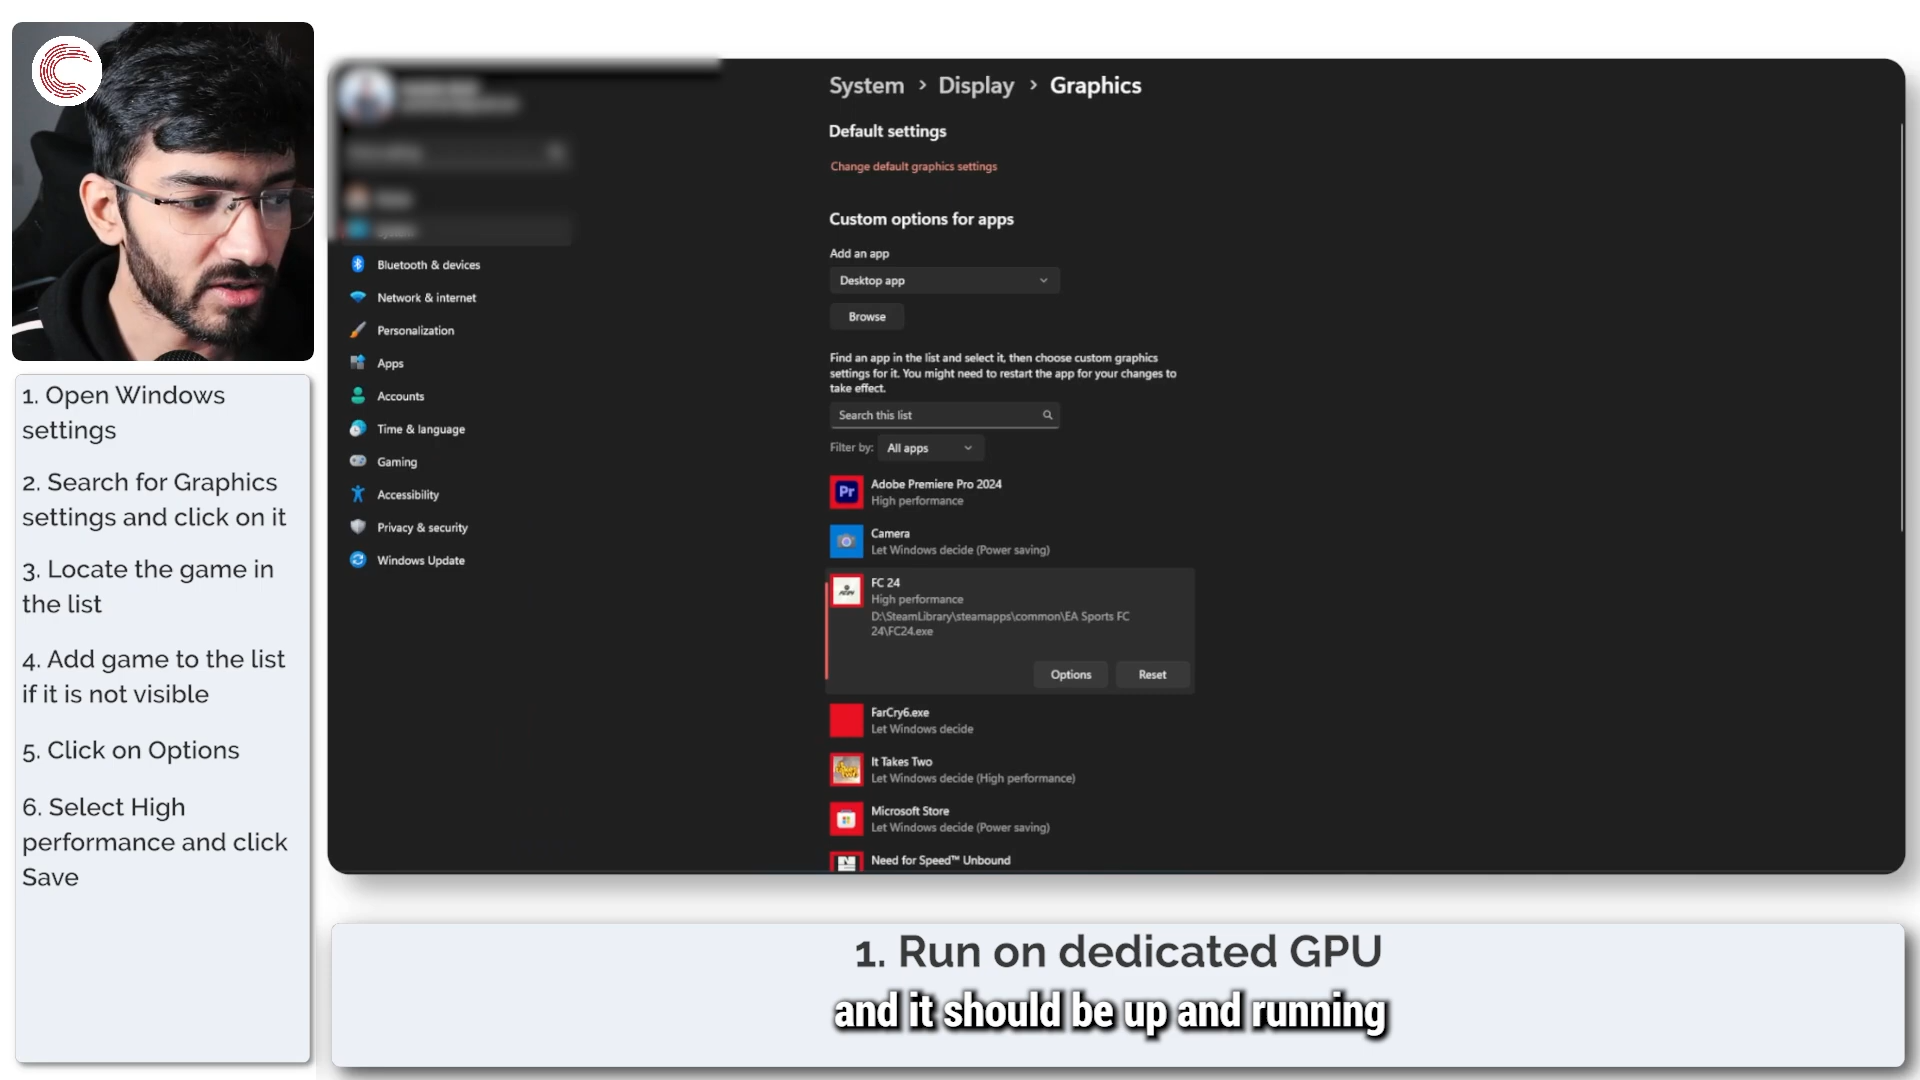 1. Open Windows
settings
2. Search for Graphics
settings and click on it
3. Locate the game in
the list
4. Add game to the list
if it is not visible
5. Click on Options
6. Select High
performance and click
Save
Bluetooth & devices
Network & internet
Personalization
Apps
Accounts
Time & language
Gaming
Accessibility
Privacy & security
Windows Update
System > Display > Graphics
Default settings
Change default graphics settings
Custom options for apps
Add an app
Desktop app
Browse
Find an app in the list and select it, then choose custom graphics
settings for it. You might need to restart the app for your changes to
take effect.
Search this list
Filter by: All apps
Pr
Adobe Premiere Pro 2024
High performance
Camera
Let Windows decide (Power saving)
FC 24
High performance
D:\SteamLibrary\steamapps\common\EA Sports FC
24\FC24.exe
Options Reset
FarCry6.exe
Let Windows decide
It Takes Two
Let Windows decide (High performance)
Microsoft Store
Let Windows decide (Power saving)
Need for Speed™ Unbound
1. Run on dedicated GPU
and it should be up and running